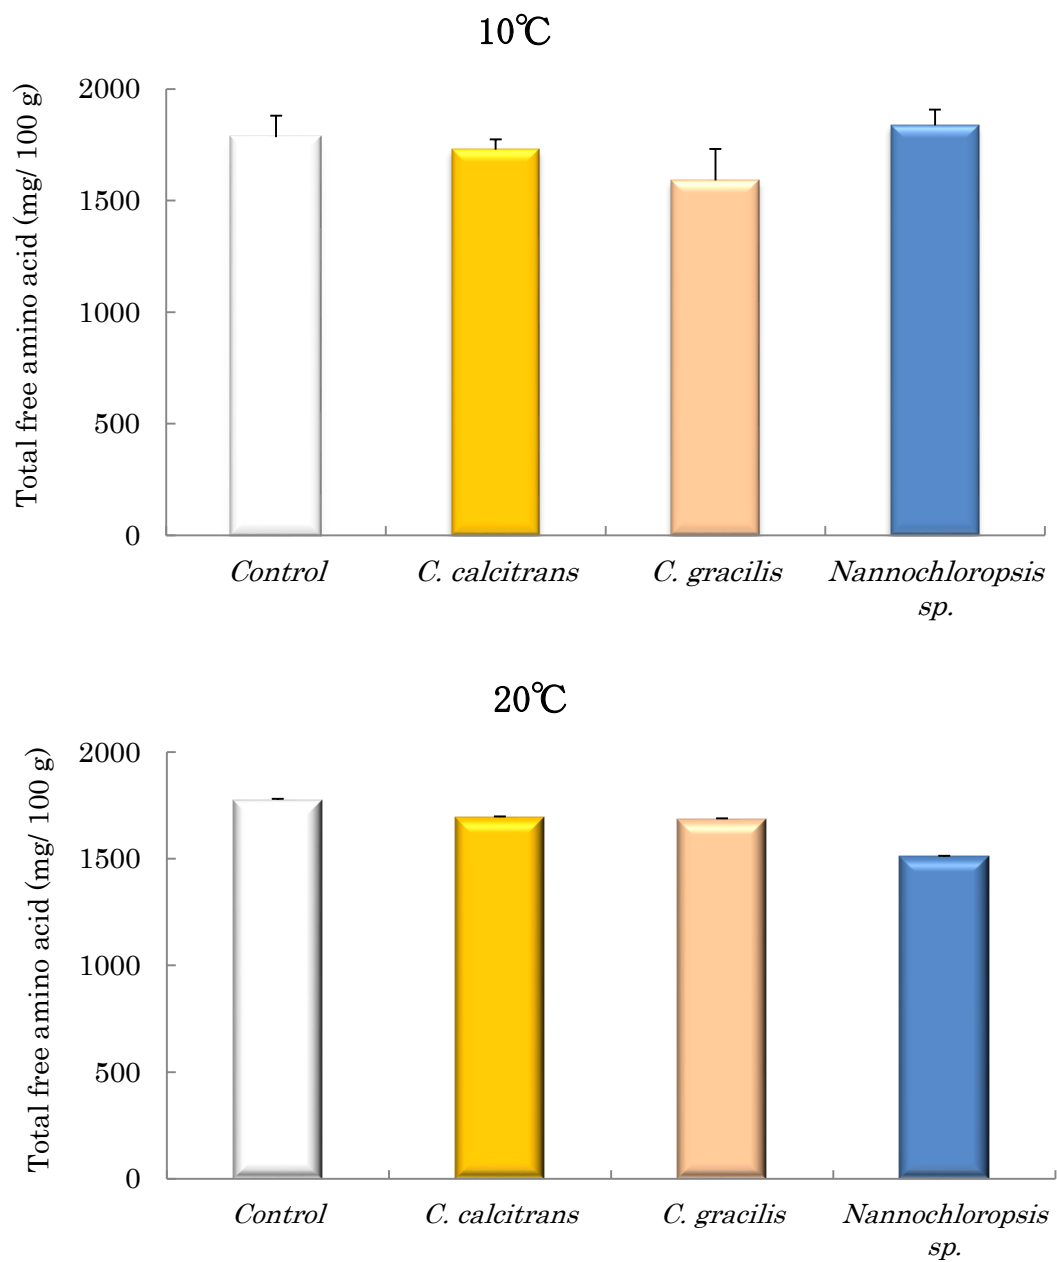 10℃
Total free amino acid (mg/ 100 g)
2000
1500
1000
500
0
Control
C. calcitrans
C. gracilis
Nannochloropsis
sp.
20℃
Total free amino acid (mg/ 100 g)
2000
1500
1000
500
0
Control
C. calcitrans
C. gracilis
Nannochloropsis
sp.